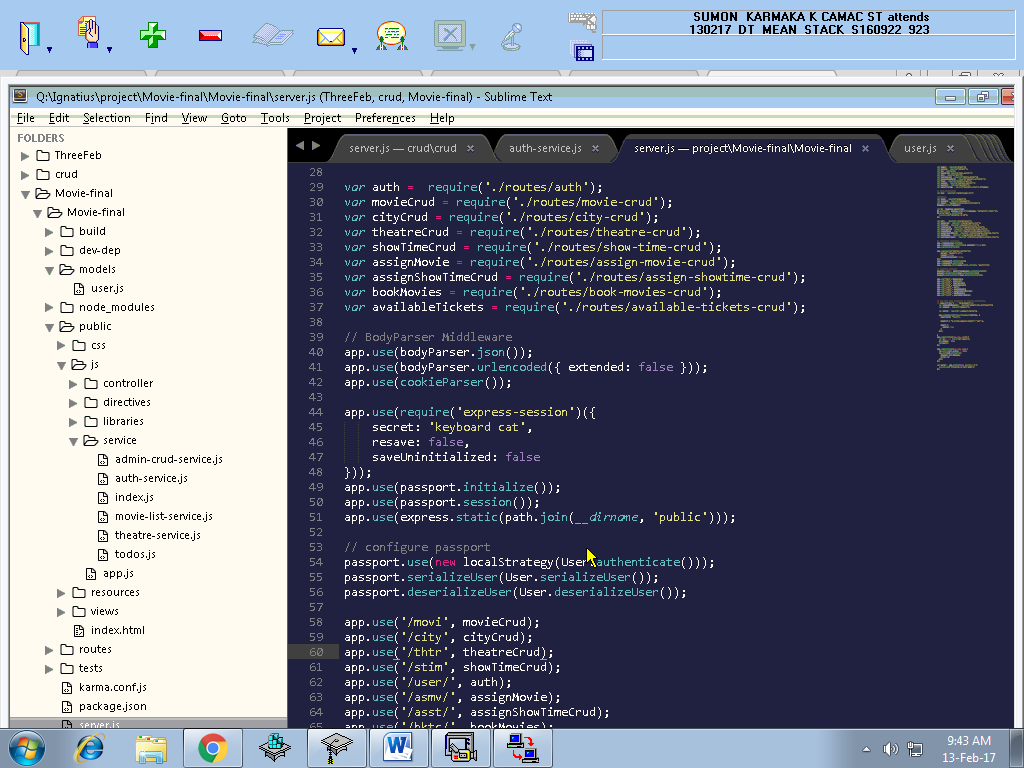 SUMON KARMAKA K CAMAC ST attends
130217 DT MEAN STACK S160922 923
Q:\Ignatius\project\Movie-final\Movie-final\server.js (ThreeFeb, crud, Movie-final) - Sublime Text
File Edit Selection Find View Goto Tools Project Preferences Help
FOLDERS
ThreeFeb
crud
Movie-final
Movie-final
build
dev-dep
models
user.js
node_modules
public
css
js
controller
directives
libraries
service
admin-crud-service.js
auth-service.js
index.js
movie-list-service.js
theatre-service.js
todos.js
app.js
resources
views
index.html
routes
tests
karma.conf.js
package.json
server.js
server.js — crud\crud × auth-service.js × server.js — project\Movie-final\Movie-final × user.js ×
28
29 var auth =  require('./routes/auth');
30 var movieCrud = require('./routes/movie-crud');
31 var cityCrud = require('./routes/city-crud');
32 var theatreCrud = require('./routes/theatre-crud');
33 var showTimeCrud = require('./routes/show-time-crud');
34 var assignMovie = require('./routes/assign-movie-crud');
35 var assignShowTimeCrud = require('./routes/assign-showtime-crud');
36 var bookMovies = require('./routes/book-movies-crud');
37 var availableTickets = require('./routes/available-tickets-crud');
38
39 // BodyParser Middleware
40 app.use(bodyParser.json());
41 app.use(bodyParser.urlencoded({ extended: false }));
42 app.use(cookieParser());
43
44 app.use(require('express-session')({
45     secret: 'keyboard cat',
46     resave: false,
47     saveUninitialized: false
48 }));
49 app.use(passport.initialize());
50 app.use(passport.session());
51 app.use(express.static(path.join(__dirname, 'public')));
52
53 // configure passport
54 passport.use(new localStrategy(User.authenticate()));
55 passport.serializeUser(User.serializeUser());
56 passport.deserializeUser(User.deserializeUser());
57
58 app.use('/movi', movieCrud);
59 app.use('/city', cityCrud);
60 app.use('/thtr', theatreCrud);
61 app.use('/stim', showTimeCrud);
62 app.use('/user/', auth);
63 app.use('/asmv/', assignMovie);
64 app.use('/asst/', assignShowTimeCrud);
65 app.use('/bktr/', bookMovies);
9:43 AM
13-Feb-17